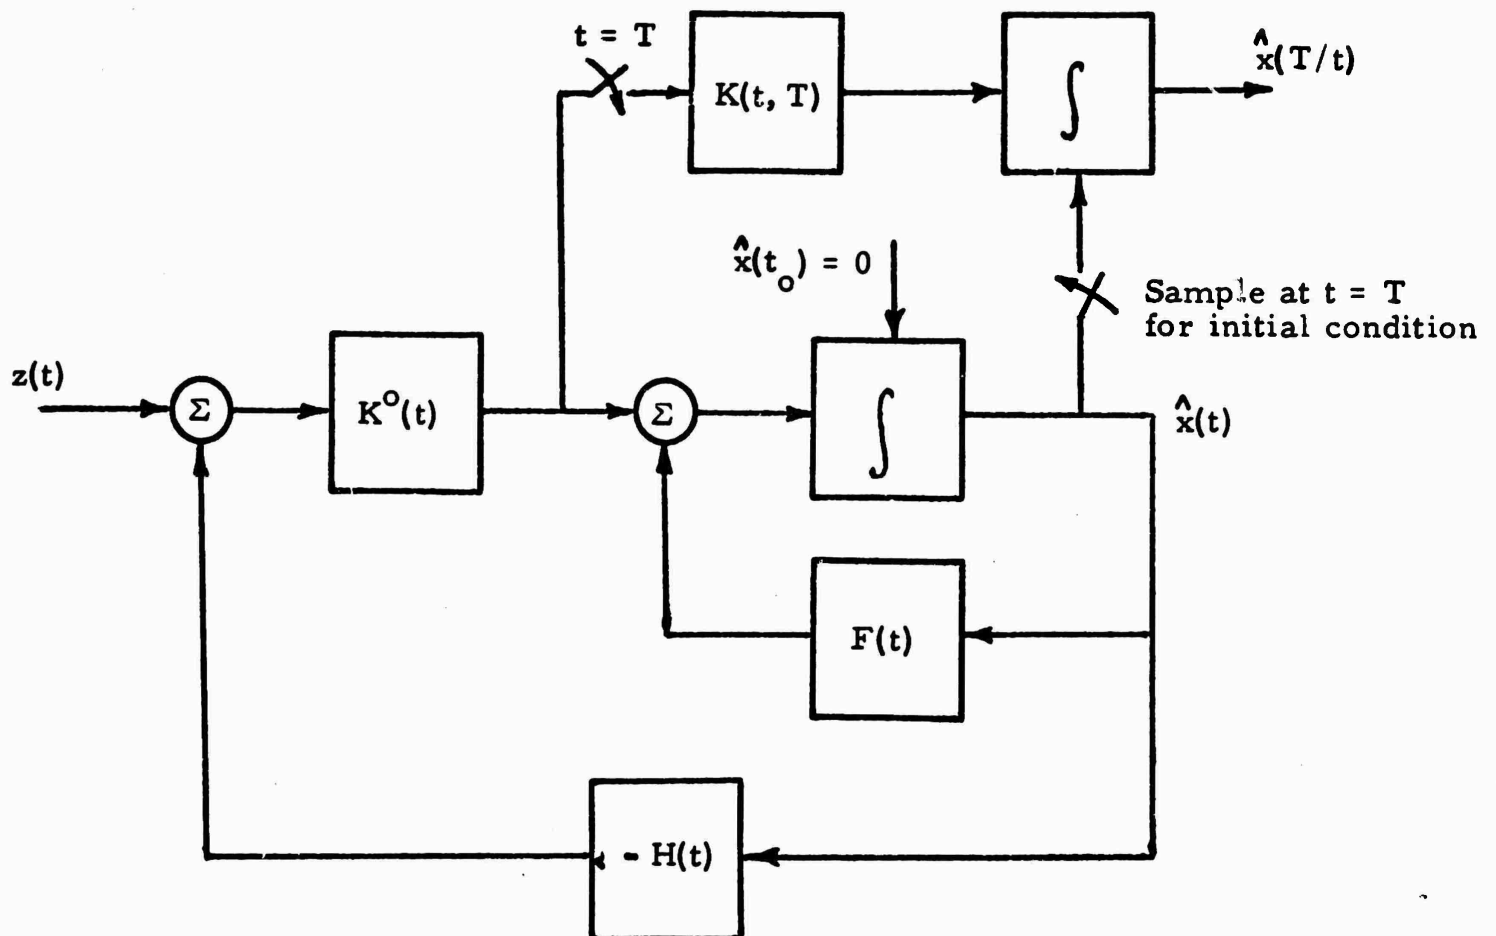 t = T
K(t, T)
∫
x̂(T/t)
x̂(t₀) = 0
Sample at t = T
for initial condition
z(t)
Σ
K⁰(t)
Σ
∫
x̂(t)
F(t)
- H(t)